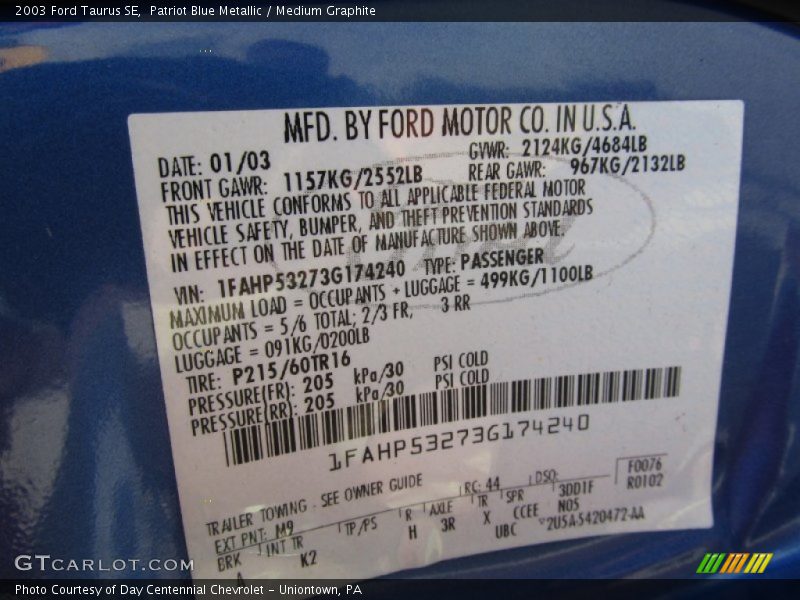 2003 Ford Taurus SE,  Patriot Blue Metallic / Medium Graphite
MFD. BY FORD MOTOR CO. IN U.S.A.
DATE: 01/03 GVWR: 2124KG/4684LB
FRONT GAWR: 1157KG/2552LB REAR GAWR: 967KG/2132LB
THIS VEHICLE CONFORMS TO ALL APPLICABLE FEDERAL MOTOR
VEHICLE SAFETY, BUMPER, AND THEFT PREVENTION STANDARDS
IN EFFECT ON THE DATE OF MANUFACTURE SHOWN ABOVE.
VIN: 1FAHP53273G174240 TYPE: PASSENGER
MAXIMUM LOAD = OCCUPANTS + LUGGAGE = 499KG/1100LB
OCCUPANTS = 5/6 TOTAL; 2/3 FR, 3 RR
LUGGAGE = 091KG/0200LB
TIRE: P215/60TR16
PRESSURE(FR): 205 kPa/30 PSI COLD
PRESSURE(RR): 205 kPa/30 PSI COLD
1FAHP53273G174240
TRAILER TOWING - SEE OWNER GUIDE
EXT PNT: M9 RC: 44 DSO: F0076
BRK INT TR TP/PS R AXLE TR SPR 3DD1F R0102
A K2 H 3R X CCEE N05
UBC 2U5A-5420472-AA
GTcarlot.com
Photo Courtesy of Day Centennial Chevrolet - Uniontown, PA